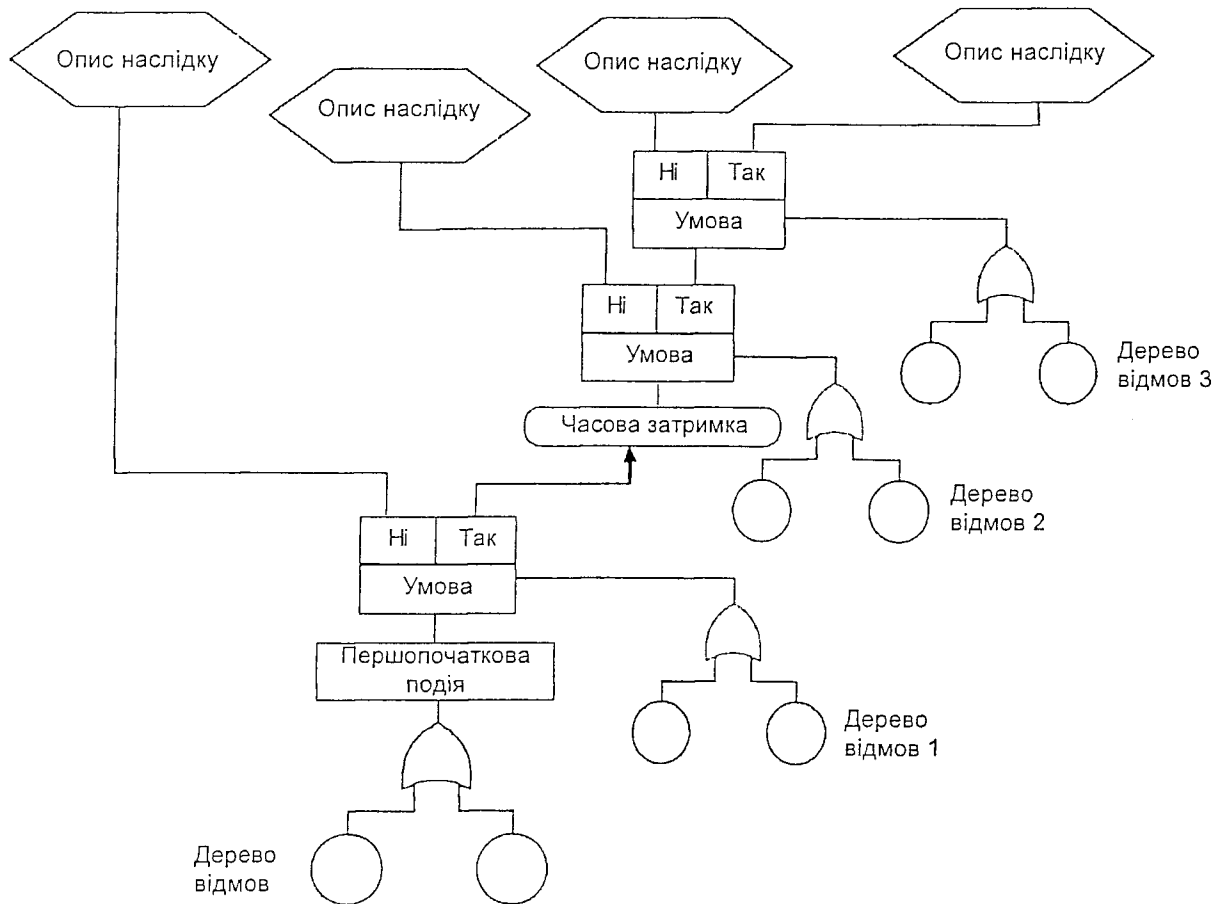 Опис наслідку
Опис наслідку
Опис наслідку
Опис наслідку
Ні Так
Умова
Ні Так
Умова
Дерево
відмов 3
Часова затримка
Дерево
відмов 2
Ні Так
Умова
Першопочаткова
подія
Дерево
відмов 1
Дерево
відмов